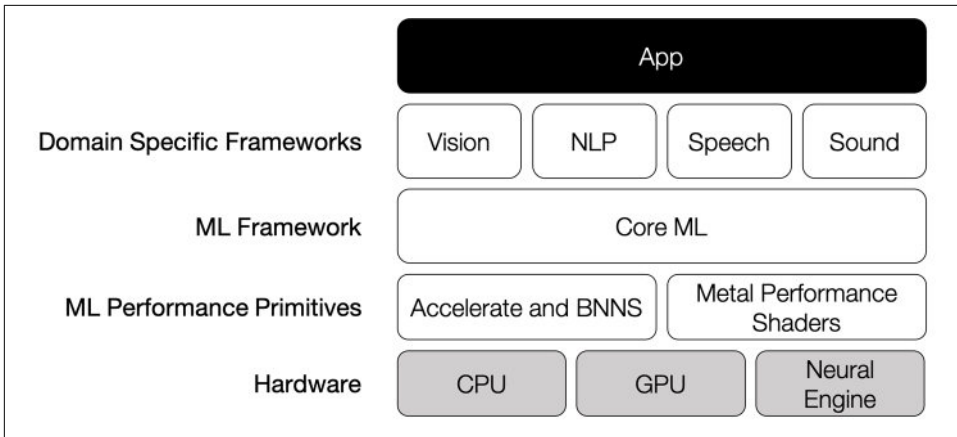 App
Domain Specific Frameworks
Vision
NLP
Speech
Sound
ML Framework
Core ML
ML Performance Primitives
Accelerate and BNNS
Metal Performance
Shaders
Hardware
CPU
GPU
Neural
Engine